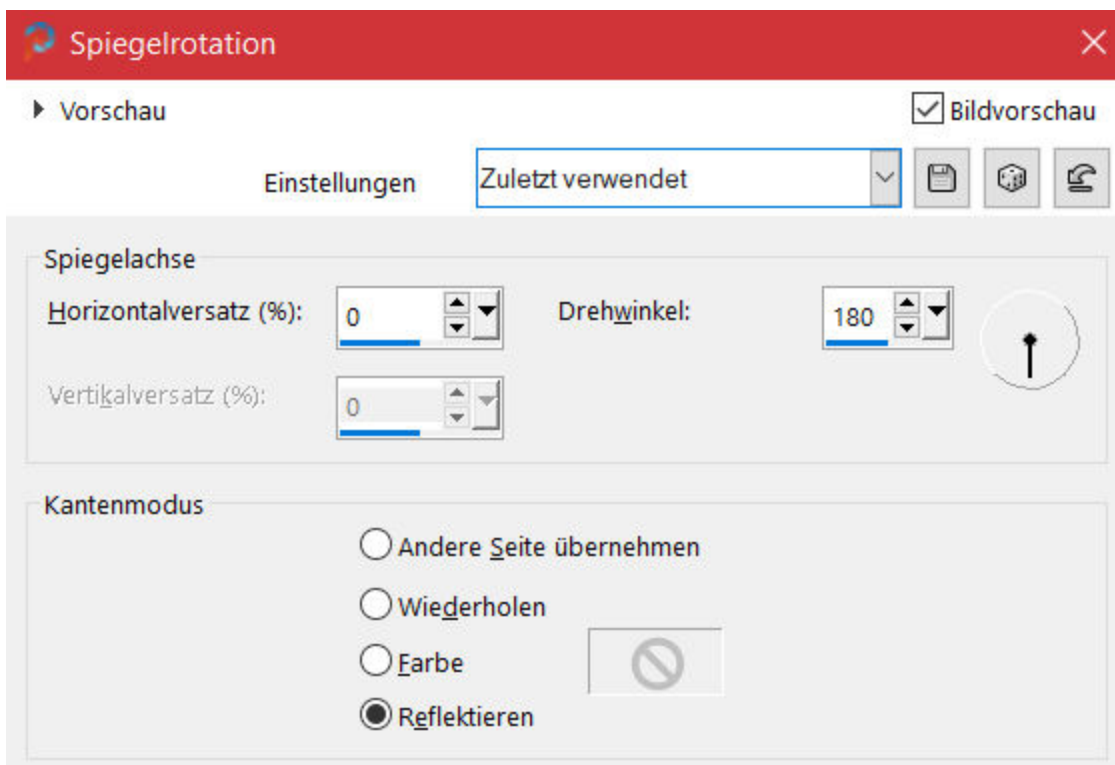 Spiegelrotation
Vorschau
Bildvorschau
Einstellungen
Zuletzt verwendet
Spiegelachse
Horizontalversatz (%):
0
Drehwinkel:
180
Vertikalversatz (%):
0
Kantenmodus
Andere Seite übernehmen
Wiederholen
Farbe
Reflektieren